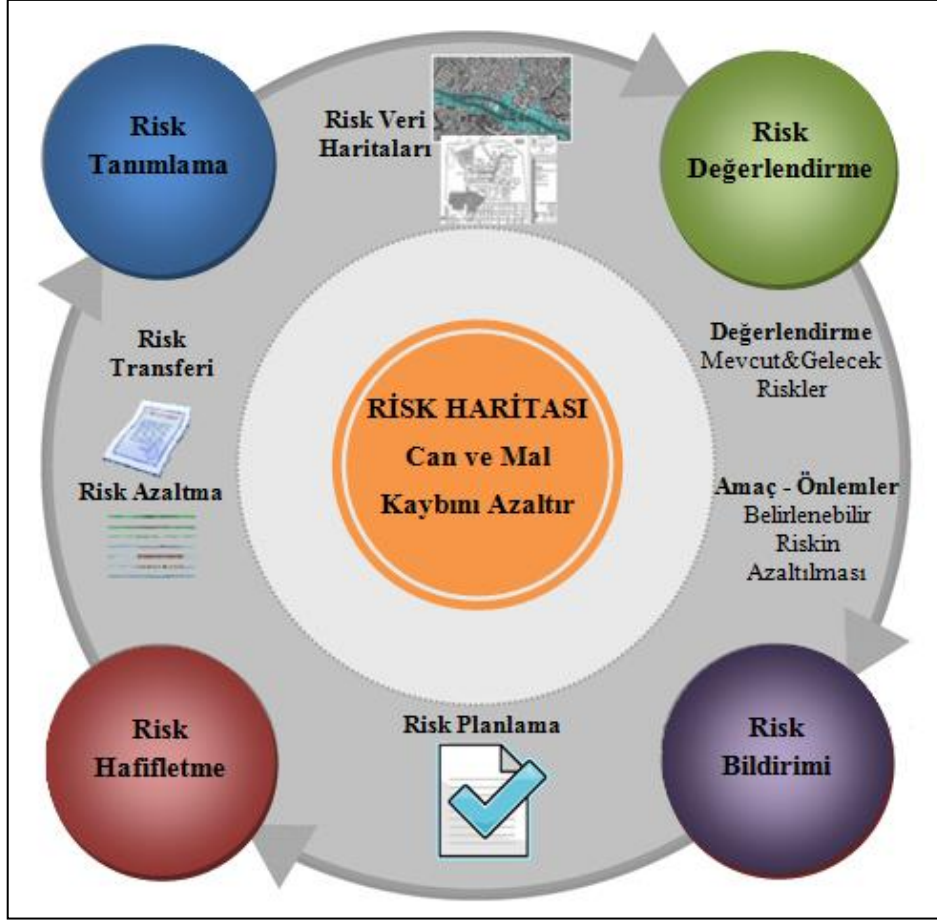 Risk
Tanımlama
Risk Veri
Haritaları
Risk
Değerlendirme
Risk
Transferi
Risk Azaltma
RİSK HARİTASI
Can ve Mal
Kaybını Azaltır
Değerlendirme
Mevcut&Gelecek
Riskler
Amaç - Önlemler
Belirlenebilir
Riskin
Azaltılması
Risk
Hafifletme
Risk Planlama
Risk
Bildirimi